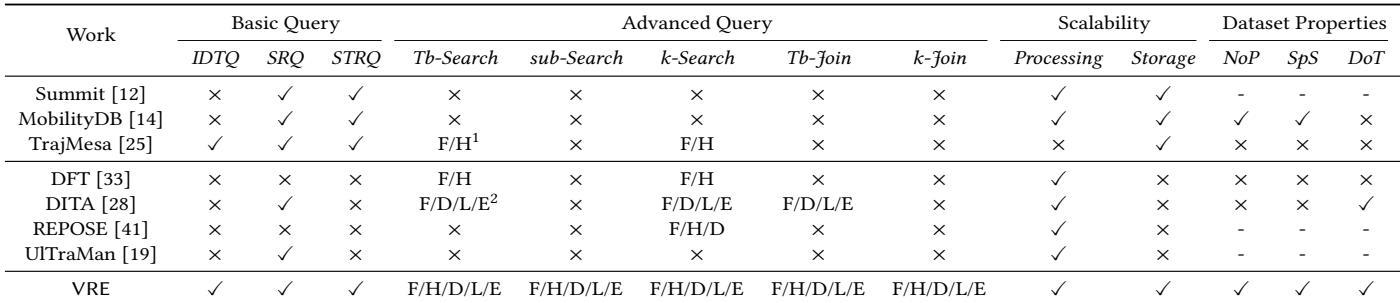 Work Basic Query Advanced Query Scalability Dataset Properties
IDTQ SRQ STRQ Tb-Search sub-Search k-Search Tb-Join k-Join Processing Storage NoP SpS DoT
Summit [12] × ✓ ✓ × × × × × ✓ ✓ - - -
MobilityDB [14] × ✓ ✓ × × × × × ✓ ✓ ✓ ✓ ×
TrajMesa [25] ✓ ✓ ✓ F/H¹ × F/H × × × ✓ × × ×
DFT [33] × × × F/H × F/H × × ✓ × × × ×
DITA [28] × ✓ × F/D/L/E² × F/D/L/E F/D/L/E × ✓ × × × ✓
REPOSE [41] × × × × × F/H/D × × ✓ × - - -
UlTraMan [19] × ✓ × × × × × × ✓ × - - -
VRE ✓ ✓ ✓ F/H/D/L/E F/H/D/L/E F/H/D/L/E F/H/D/L/E F/H/D/L/E ✓ ✓ ✓ ✓ ✓